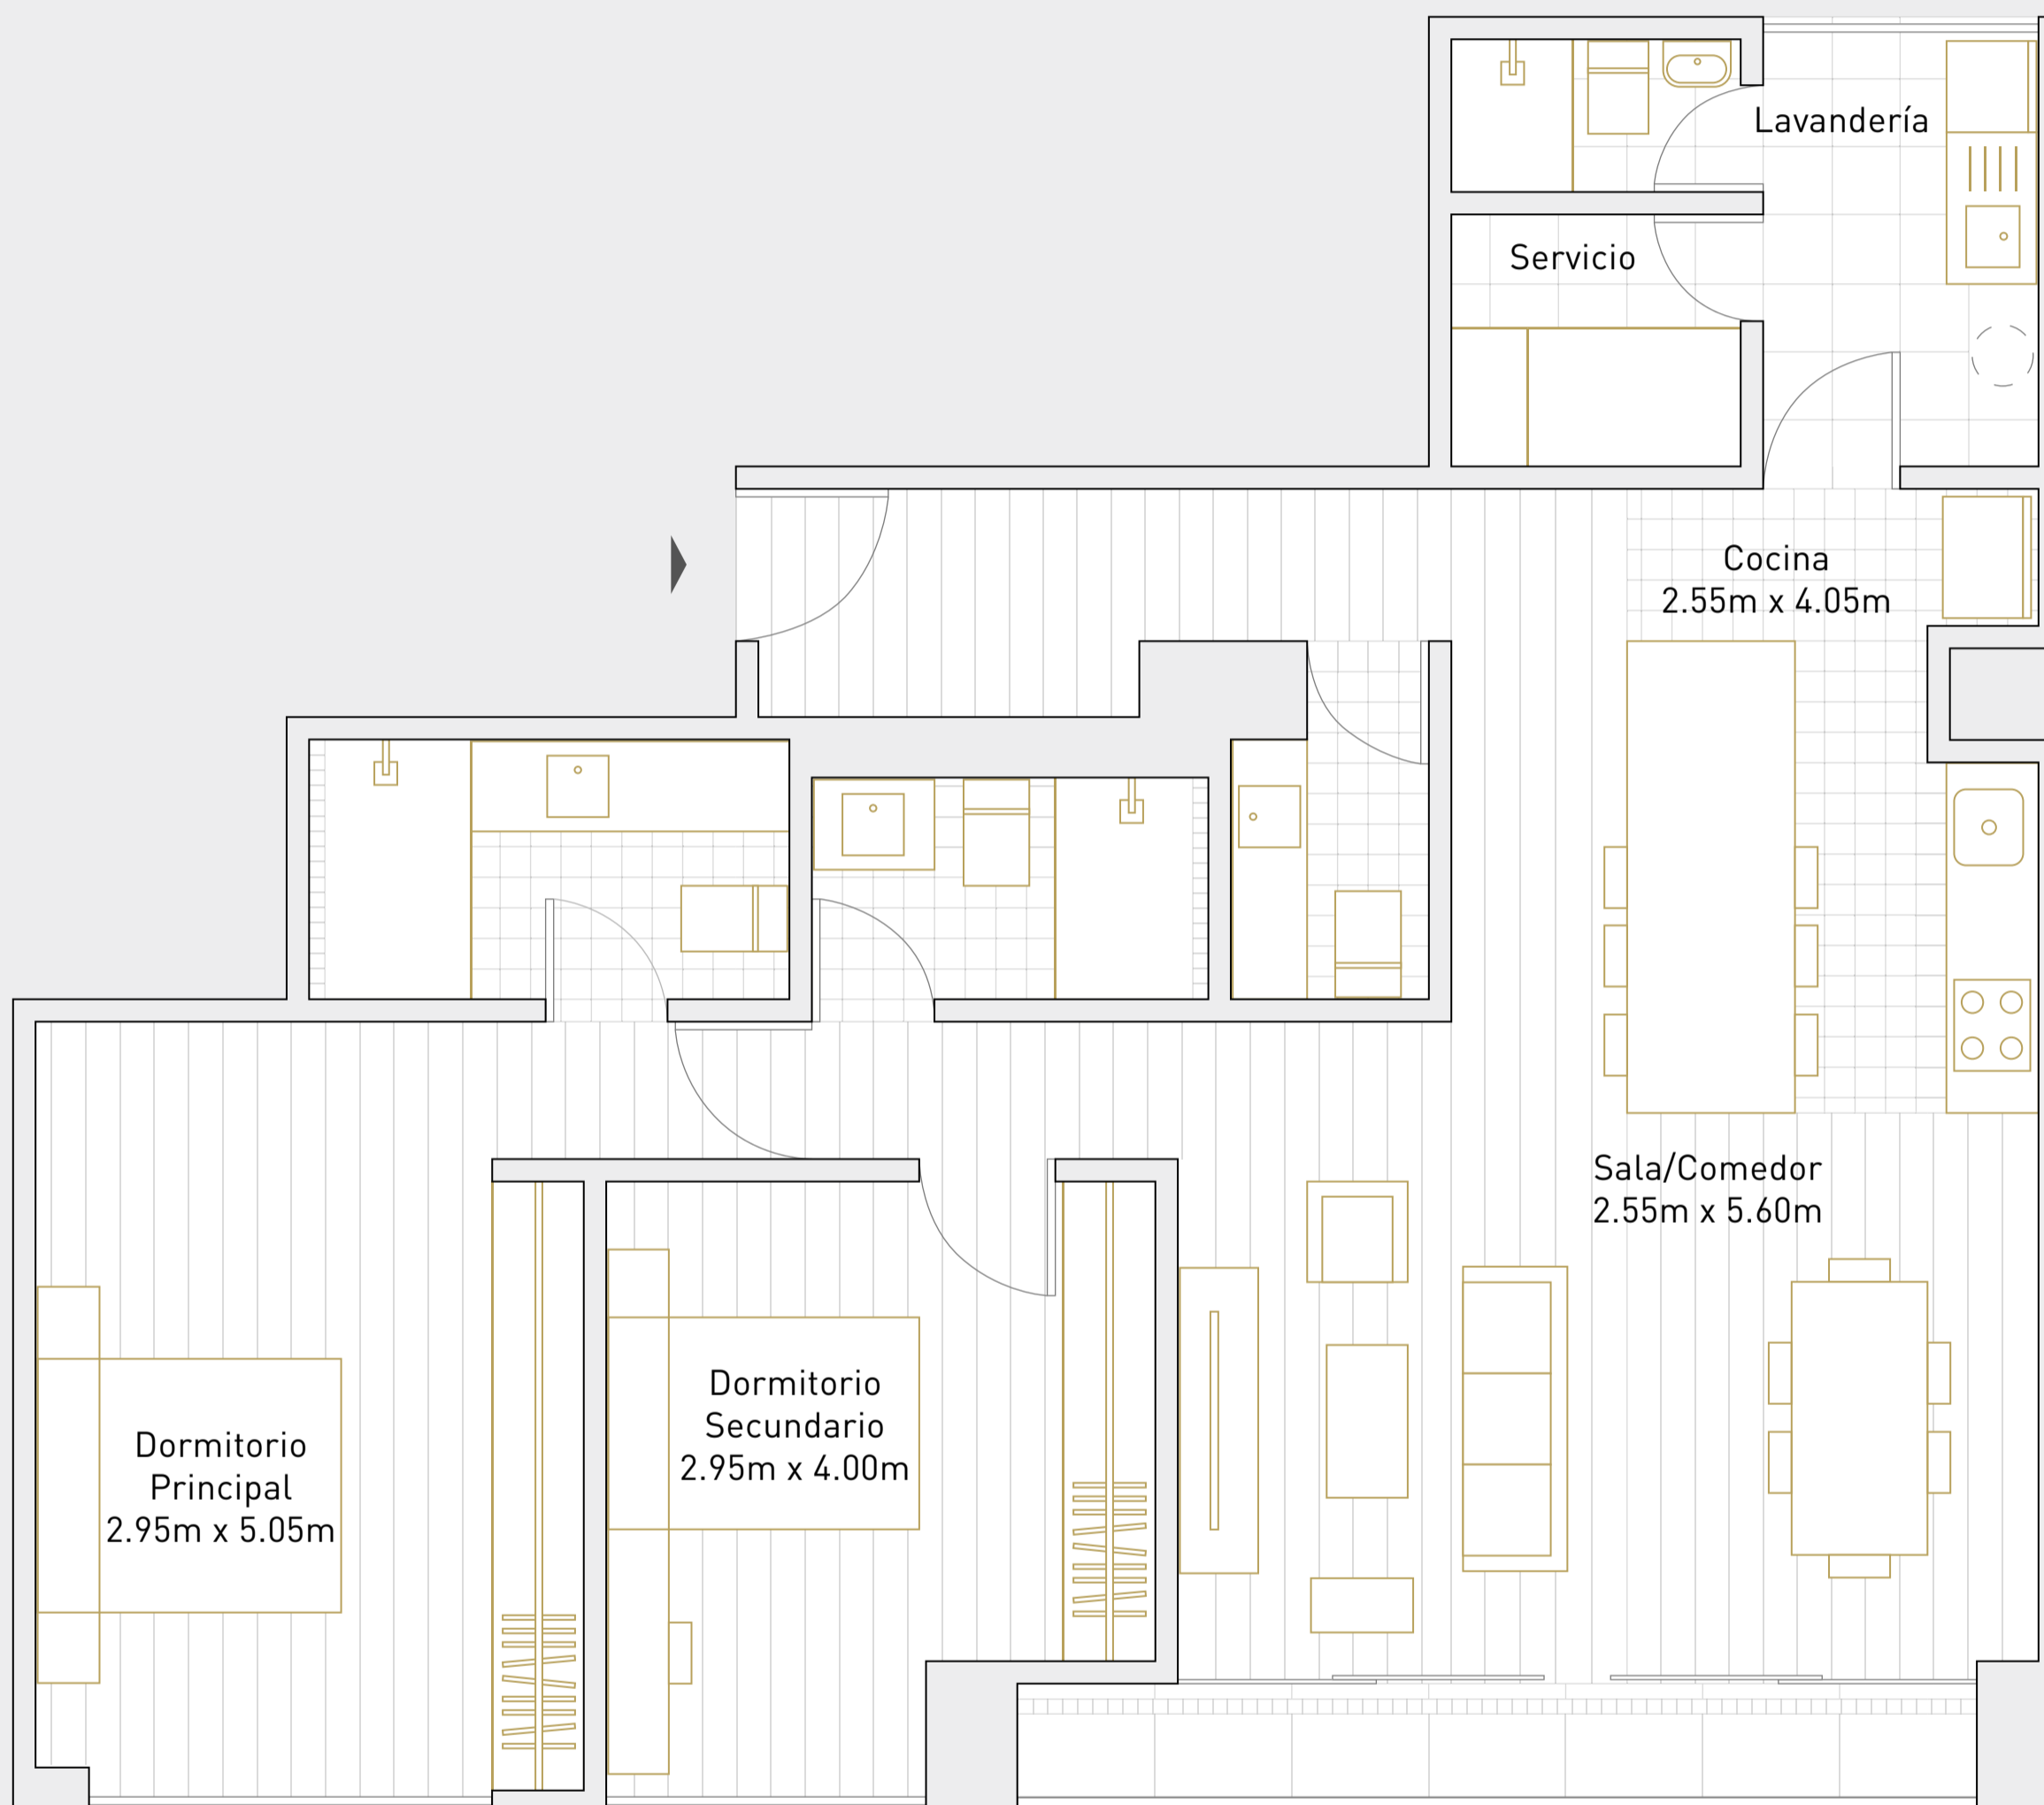 Lavandería
Servicio
Cocina
2.55m x 4.05m
Sala/Comedor
2.55m x 5.60m
Dormitorio
Secundario
2.95m x 4.00m
Dormitorio
Principal
2.95m x 5.05m